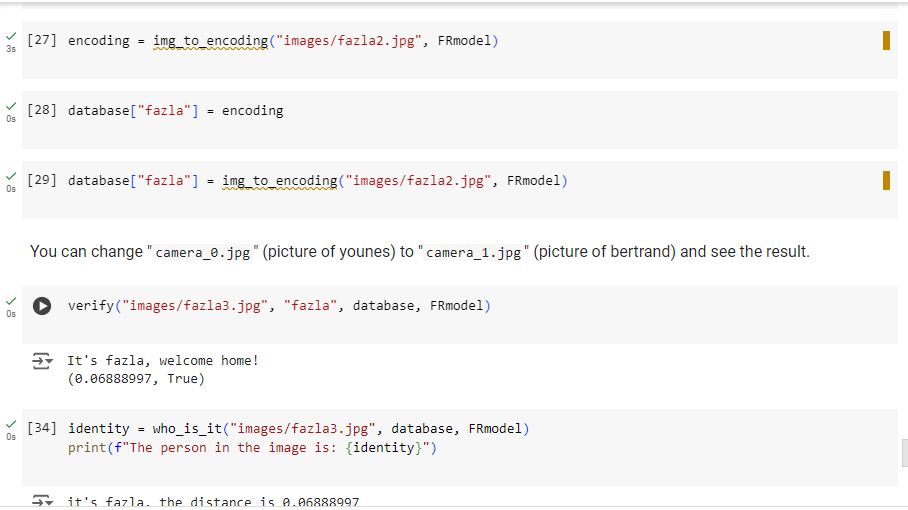 [27] encoding = img_to_encoding("images/fazla2.jpg", FRmodel)
3s
[28] database["fazla"] = encoding
0s
[29] database["fazla"] = img_to_encoding("images/fazla2.jpg", FRmodel)
0s
You can change "camera_0.jpg" (picture of younes) to "camera_1.jpg" (picture of bertrand) and see the result.
verify("images/fazla3.jpg", "fazla", database, FRmodel)
0s
It's fazla, welcome home!
(0.06888997, True)
[34] identity = who_is_it("images/fazla3.jpg", database, FRmodel)
0s
print(f"The person in the image is: {identity}")
it's fazla, the distance is 0.06888997